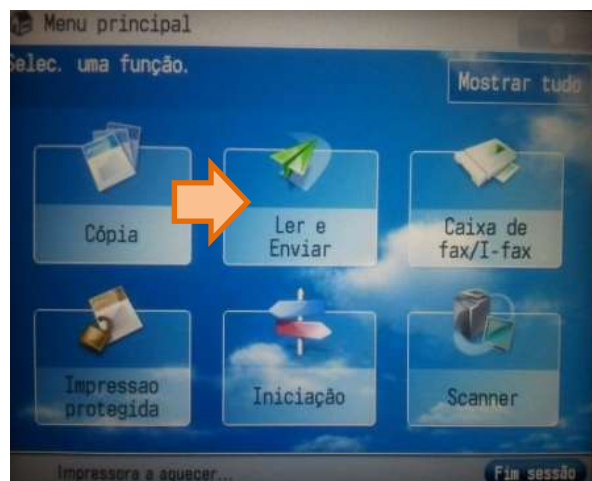 Menu principal
Selec. uma função.
Mostrar tudo
Cópia
Ler e
Enviar
Caixa de
fax/I-fax
Impressao
protegida
Iniciação
Scanner
Impressora a aquecer...
Fim sessão